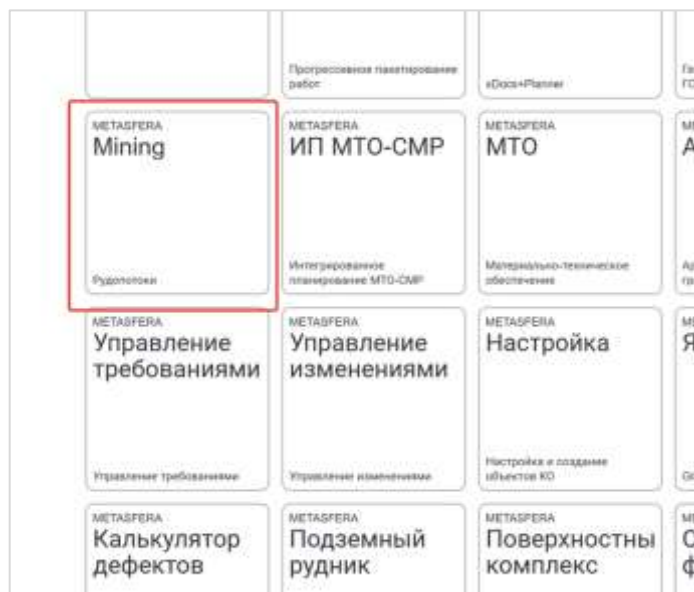 Прогрессивное пакетирование
работ
xDocs+Planner
METASFERA
Mining
Рудопотоки
METASFERA
ИП МТО-СМР
Интегрированное
планирование МТО-СМР
METASFERA
МТО
Материально-техническое
обеспечение
METASFERA
Управление
требованиями
Управление требованиями
METASFERA
Управление
изменениями
Управление изменениями
METASFERA
Настройка
Настройка и создание
объектов КО
METASFERA
Калькулятор
дефектов
METASFERA
Подземный
рудник
METASFERA
Поверхностны
комплекс